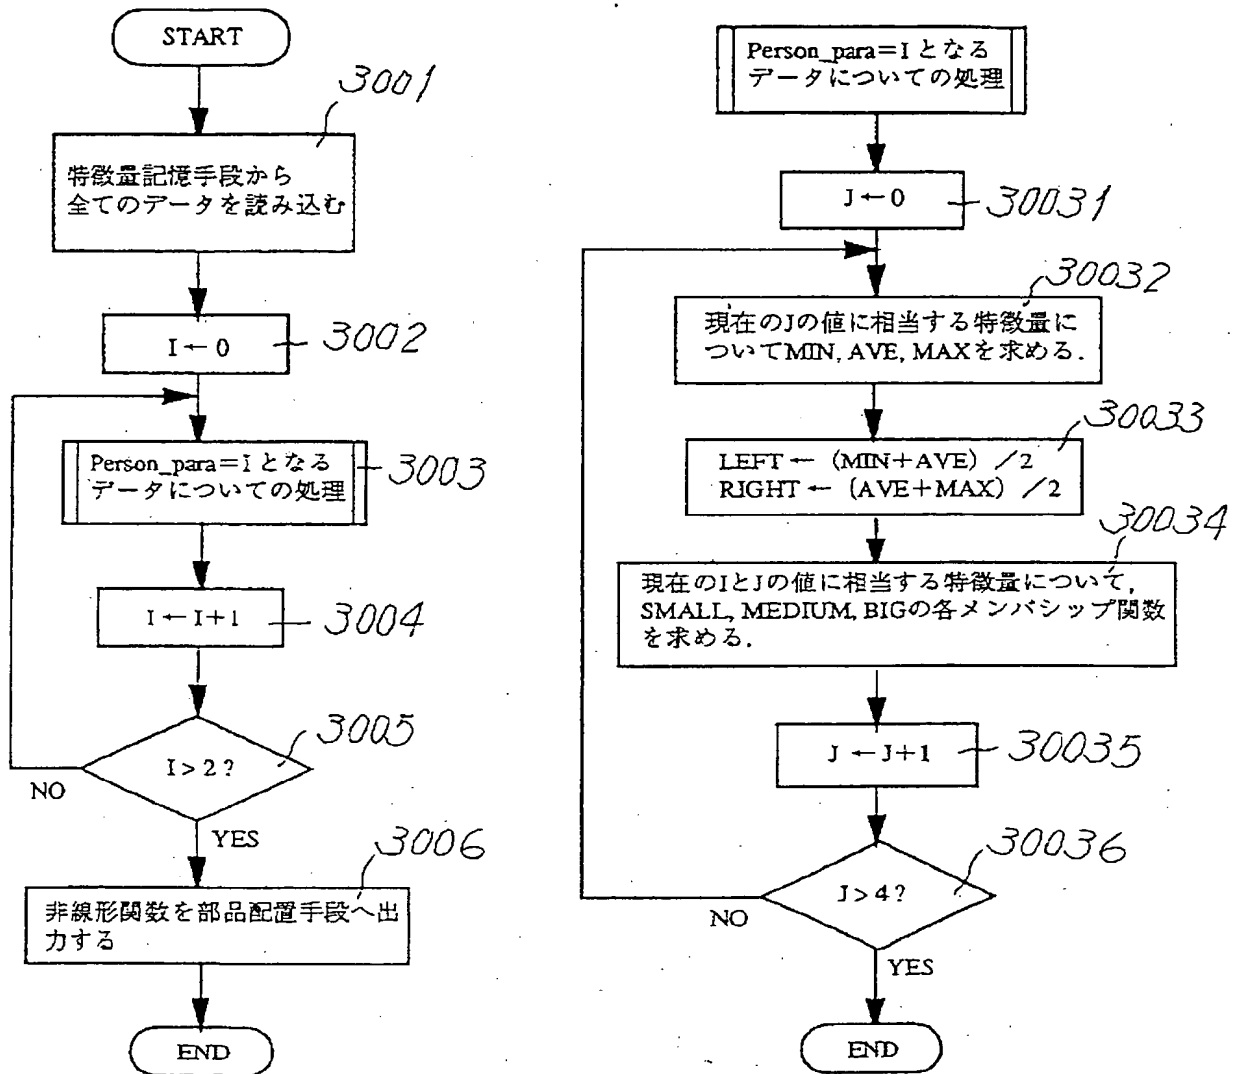 START
3001
特徴量記憶手段から
全てのデータを読み込む
I ← 0
3002
Person_para=I となる
データについての処理
3003
I ← I+1
3004
I > 2 ?
3005
NO
YES
3006
非線形関数を部品配置手段へ出
力する
END
Person_para=I となる
データについての処理
J ← 0
30031
30032
現在のJの値に相当する特徴量に
ついてMIN, AVE, MAXを求める.
30033
LEFT ← (MIN+AVE) /2
RIGHT ← (AVE+MAX) /2
30034
現在のIとJの値に相当する特徴量について,
SMALL, MEDIUM, BIGの各メンバシップ関数
を求める.
J ← J+1
30035
J > 4 ?
30036
NO
YES
END